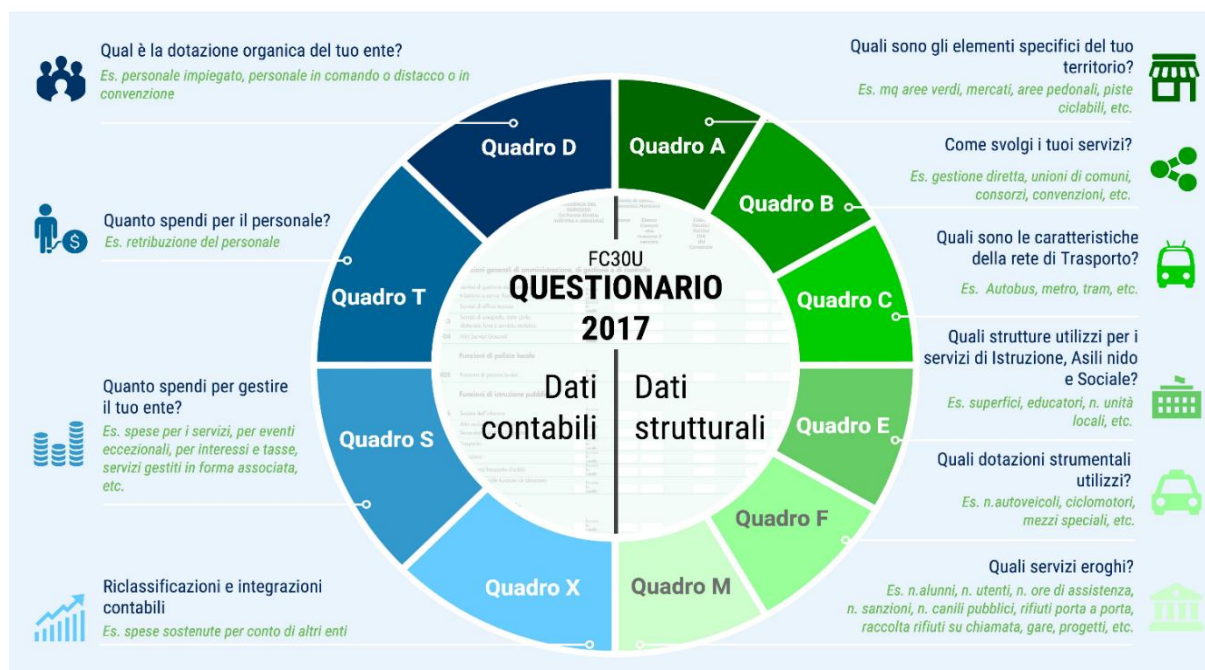 Qual è la dotazione organica del tuo ente?
Es. personale impiegato, personale in comando o distacco o in
convenzione
Quanto spendi per il personale?
Es. retribuzione del personale
Quanto spendi per gestire
il tuo ente?
Es. spese per i servizi, per eventi
eccezionali, per interessi e tasse,
servizi gestiti in forma associata,
etc.
Riclassificazioni e integrazioni
contabili
Es. spese sostenute per conto di altri enti
Quadro D
Quadro T
Quadro S
Quadro X
FC30U
QUESTIONARIO
2017
Dati
contabili
Dati
strutturali
Quadro A
Quadro B
Quadro C
Quadro E
Quadro F
Quadro M
Quali sono gli elementi specifici del tuo
territorio?
Es. mq aree verdi, mercati, aree pedonali, piste
ciclabili, etc.
Come svolgi i tuoi servizi?
Es. gestione diretta, unioni di comuni,
consorzi, convenzioni, etc.
Quali sono le caratteristiche
della rete di Trasporto?
Es. Autobus, metro, tram, etc.
Quali strutture utilizzi per i
servizi di Istruzione, Asili nido
e Sociale?
Es. superfici, educatori, n. unità
locali, etc.
Quali dotazioni strumentali
utilizzi?
Es. n.autoveicoli, ciclomotori,
mezzi speciali, etc.
Quali servizi eroghi?
Es. n.alunni, n. utenti, n. ore di assistenza,
n. sanzioni, n. canili pubblici, rifiuti porta a porta,
raccolta rifiuti su chiamata, gare, progetti, etc.